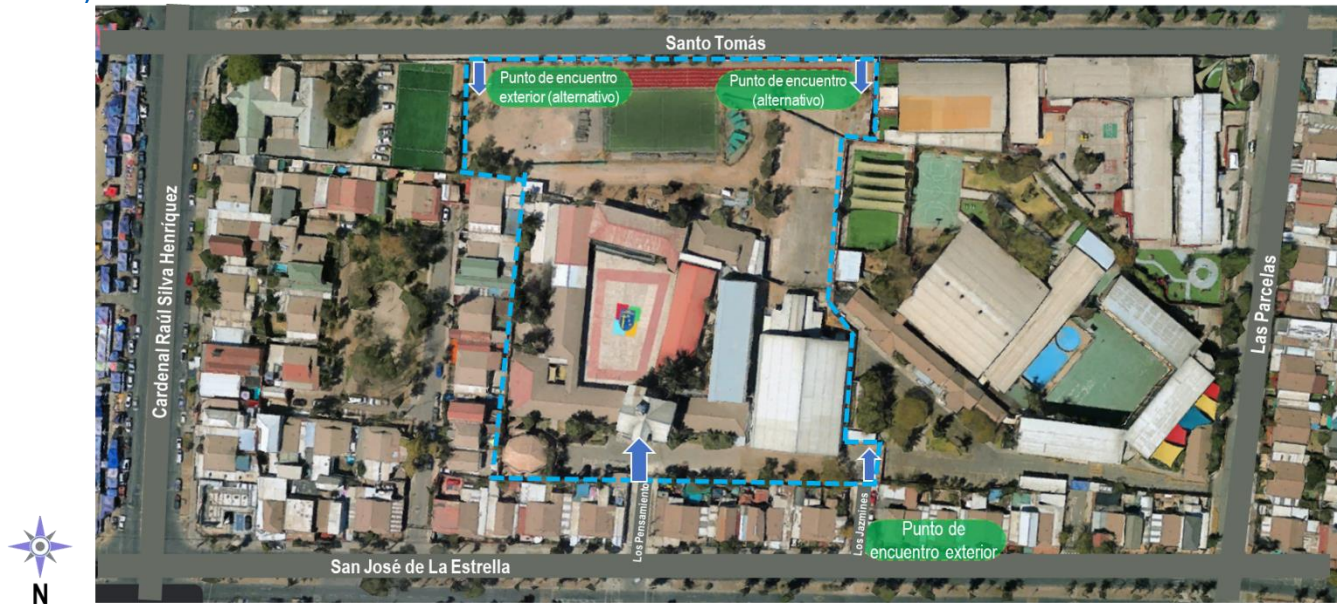 Santo Tomás
Punto de encuentro
exterior (alternativo)
Punto de encuentro
(alternativo)
Cardenal Raúl Silva Henríquez
Las Parcelas
Los Pensamiento
Los Jazmines
Punto de
encuentro exterior
San José de La Estrella
N